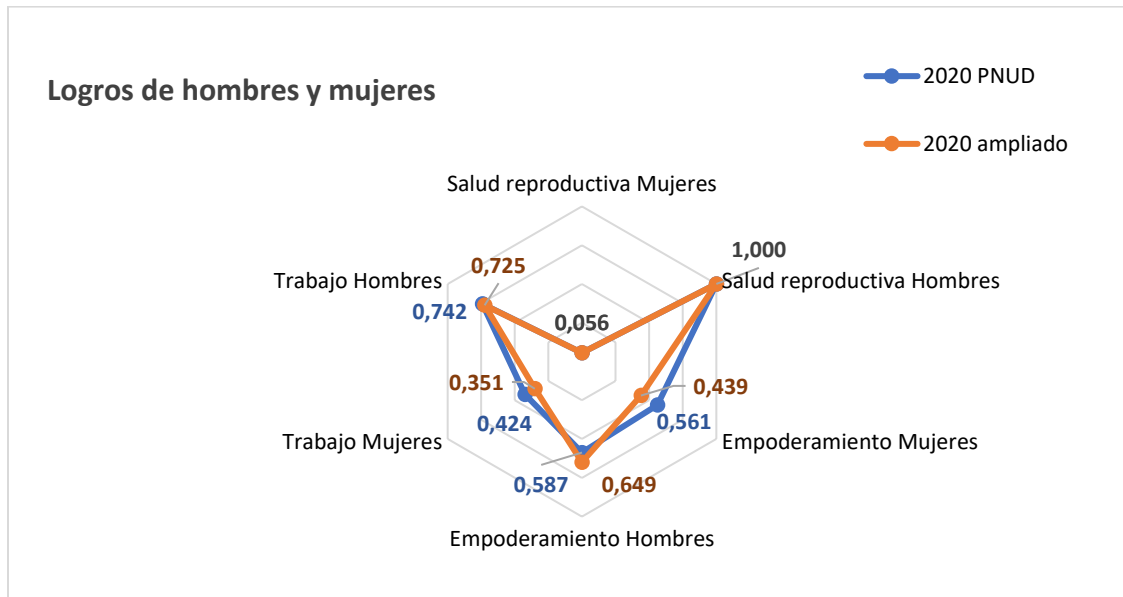 2020 PNUD
Logros de hombres y mujeres
2020 ampliado
Salud reproductiva Mujeres
1,000
0,725
Trabajo Hombres
Salud reproductiva Hombres
0,742
0,056
0,351
0,439
0,424
0,561
Trabajo Mujeres
Empoderamiento Mujeres
0,587
0,649
Empoderamiento Hombres